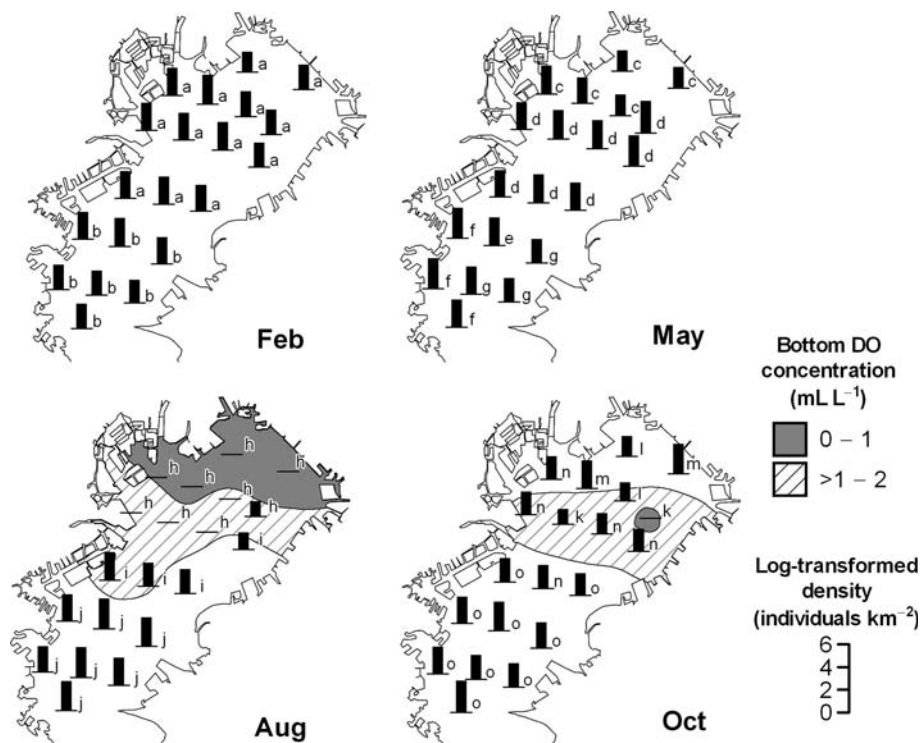 a
a a
a a
a a a a
a
a a a
b b
b
b b b
b
Feb
c
c c c
c d
d d d
d
d d d
f e
g
f g g
f
May
Bottom DO
concentration
(mL L⁻¹)
0 – 1
>1 – 2
h
h h
h h
h h h h
i
i i i
j j
j
j j j
j
Aug
l
n m m
l
n k n k
n
o n o
o o
o
o o o
o
Oct
Log-transformed
density
(individuals km⁻²)
6
4
2
0